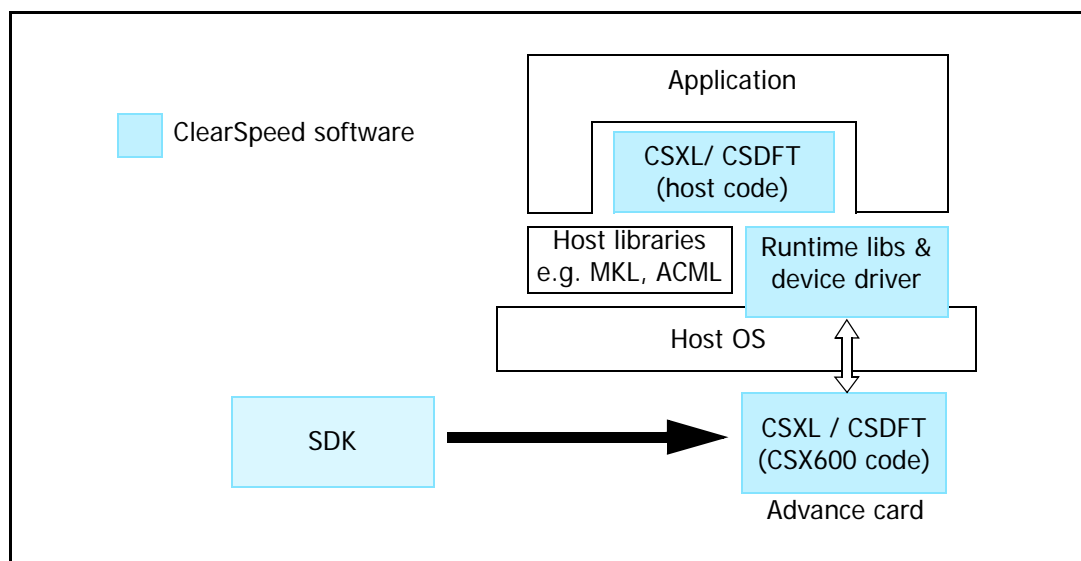 Application
ClearSpeed software
CSXL/ CSDFT
(host code)
Host libraries
e.g. MKL, ACML
Runtime libs &
device driver
Host OS
SDK
CSXL / CSDFT
(CSX600 code)
Advance card